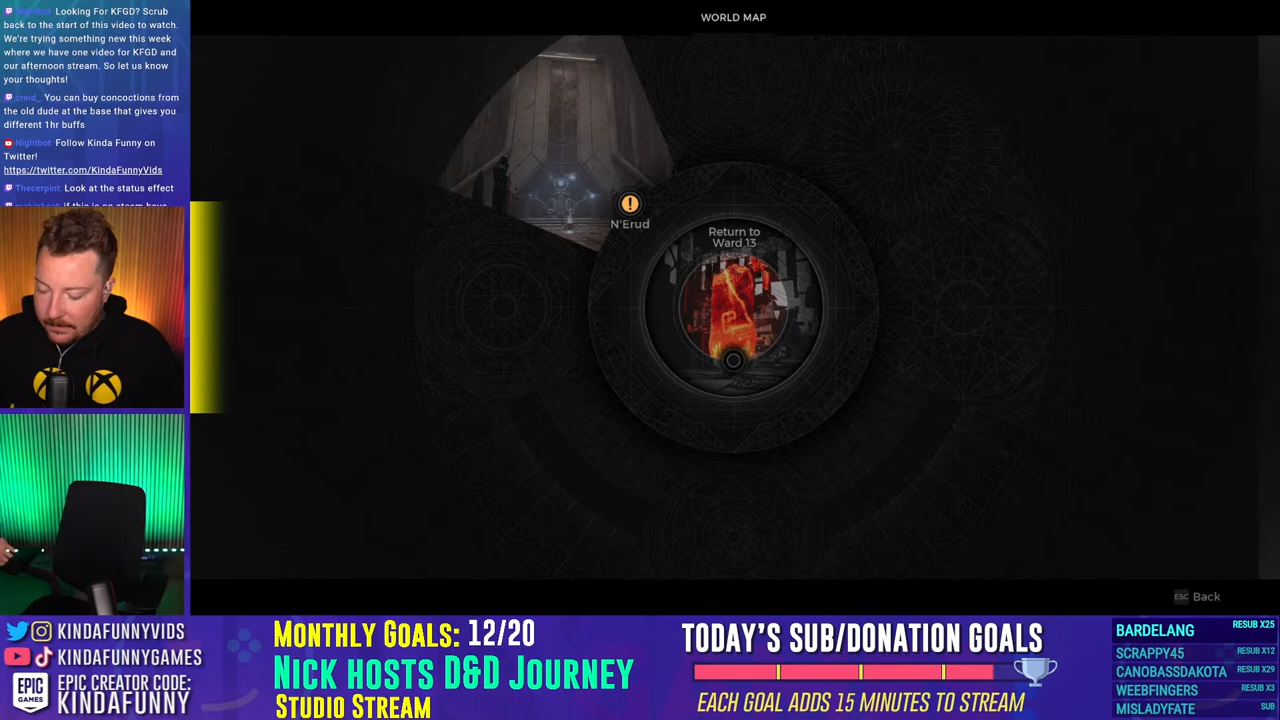 Nightbot: Looking For KFGD? Scrub
back to the start of this video to watch.
We're trying something new this week
where we have one video for KFGD and
our afternoon stream. So let us know
your thoughts!
creid_: You can buy concoctions from
the old dude at the base that gives you
different 1hr buffs
Nightbot: Follow Kinda Funny on
Twitter!
https://twitter.com/KindaFunnyVids
Thecerpint: Look at the status effect
WORLD MAP
N'Erud
Return to
Ward 13
ESC Back
KINDAFUNNYVIDS
KINDAFUNNYGAMES
EPIC GAMES
EPIC CREATOR CODE:
KINDAFUNNY
MONTHLY GOALS: 12/20
NICK HOSTS D&D JOURNEY
STUDIO STREAM
TODAY'S SUB/DONATION GOALS
EACH GOAL ADDS 15 MINUTES TO STREAM
BARDELANG RESUB X25
SCRAPPY45 RESUB X12
CANOBASSDAKOTA RESUB X29
WEEBFINGERS RESUB X3
MISLADYFATE SUB